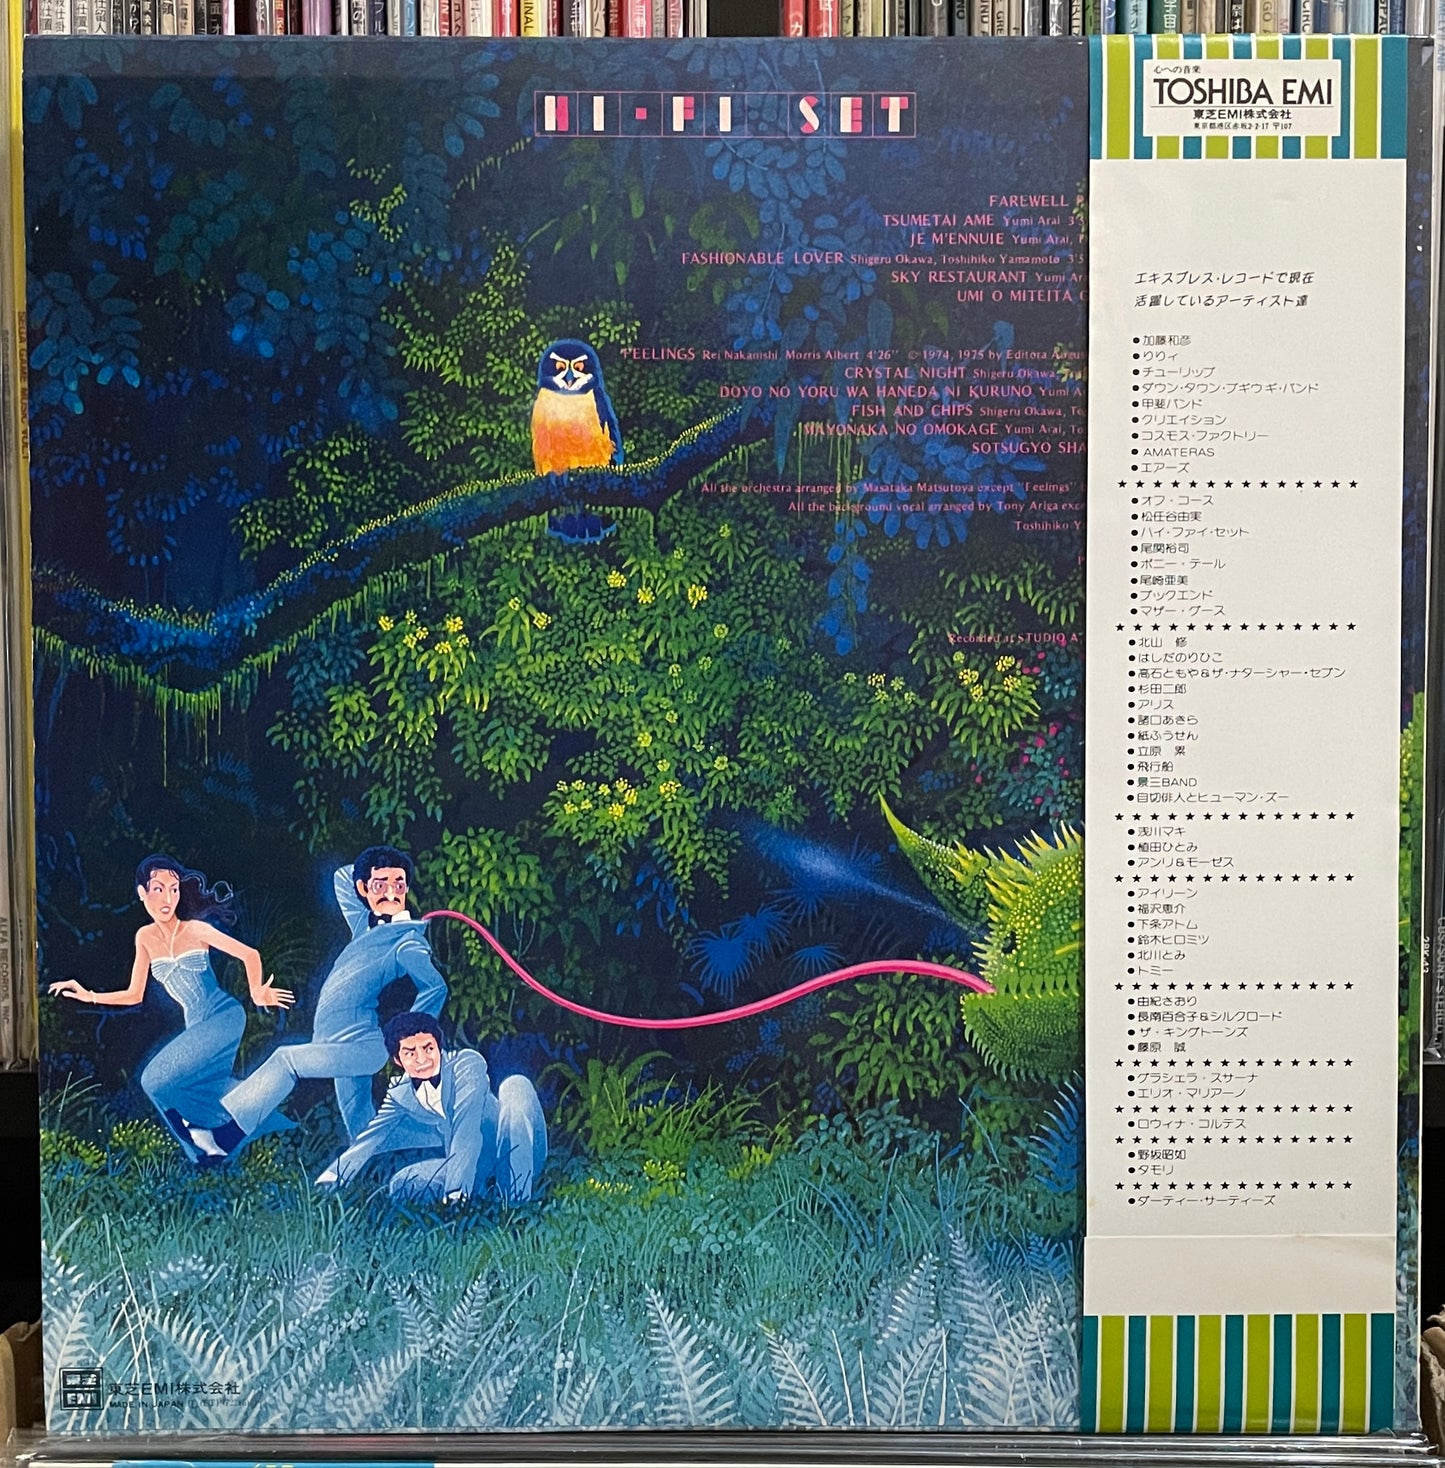 HI-FI SET
FAREWELL
TSUMETAI AME Yumi Arai
JE M'ENNUIE Yumi Arai,
FASHIONABLE LOVER Shigeru Okawa, Toshihiko Yamamoto
SKY RESTAURANT Yumi
UMI O MITEITA
FEELINGS Rei Nakanishi, Morris Albert 4'26" © 1974, 1975 by Editora
CRYSTAL NIGHT Shigeru Okawa,
DOYO NO YORU WA HANEDA NI KURUNO Yumi
FISH AND CHIPS Shigeru Okawa,
MAYONAKA NO OMOKAGE Yumi Arai,
SOTSUGYO
All the orchestra arranged by Masataka Matsutoya except "Feelings"
All the background vocal arranged by Tony Ariga
Toshihiko
Recorded at STUDIO A
東芝EMI株式会社
MADE IN JAPAN
心への音楽
TOSHIBA EMI
東芝EMI株式会社
東京都港区赤坂2-2-17 〒107
エキスプレス・レコードで現在
活躍しているアーティスト達
●加藤和彦
●りりィ
●チューリップ
●ダウン・タウン・ブギウギ・バンド
●甲斐バンド
●クリエイション
●コスモス・ファクトリー
●AMATERAS
●エアーズ
●オフ・コース
●松任谷由実
●ハイ・ファイ・セット
●尾関裕司
●ポニー・テール
●尾崎亜美
●ブックエンド
●マザー・グース
●北山 修
●はしだのりひこ
●高石ともや&ザ・ナターシャー・セブン
●杉田二郎
●アリス
●諸口あきら
●紙ふうせん
●立原 累
●飛行船
●景三BAND
●自切俳人とヒューマン・ズー
●浅川マキ
●植田ひとみ
●アンリ&モーゼス
●アイリーン
●福沢恵介
●下条アトム
●鈴木ヒロミツ
●北川とみ
●トミー
●由紀さおり
●長南百合子&シルクロード
●ザ・キングトーンズ
●藤原 誠
●グラシェラ・スサーナ
●エリオ・マリアーノ
●ロウィナ・コルテス
●野坂昭如
●タモリ
●ダーティー・サーティーズ